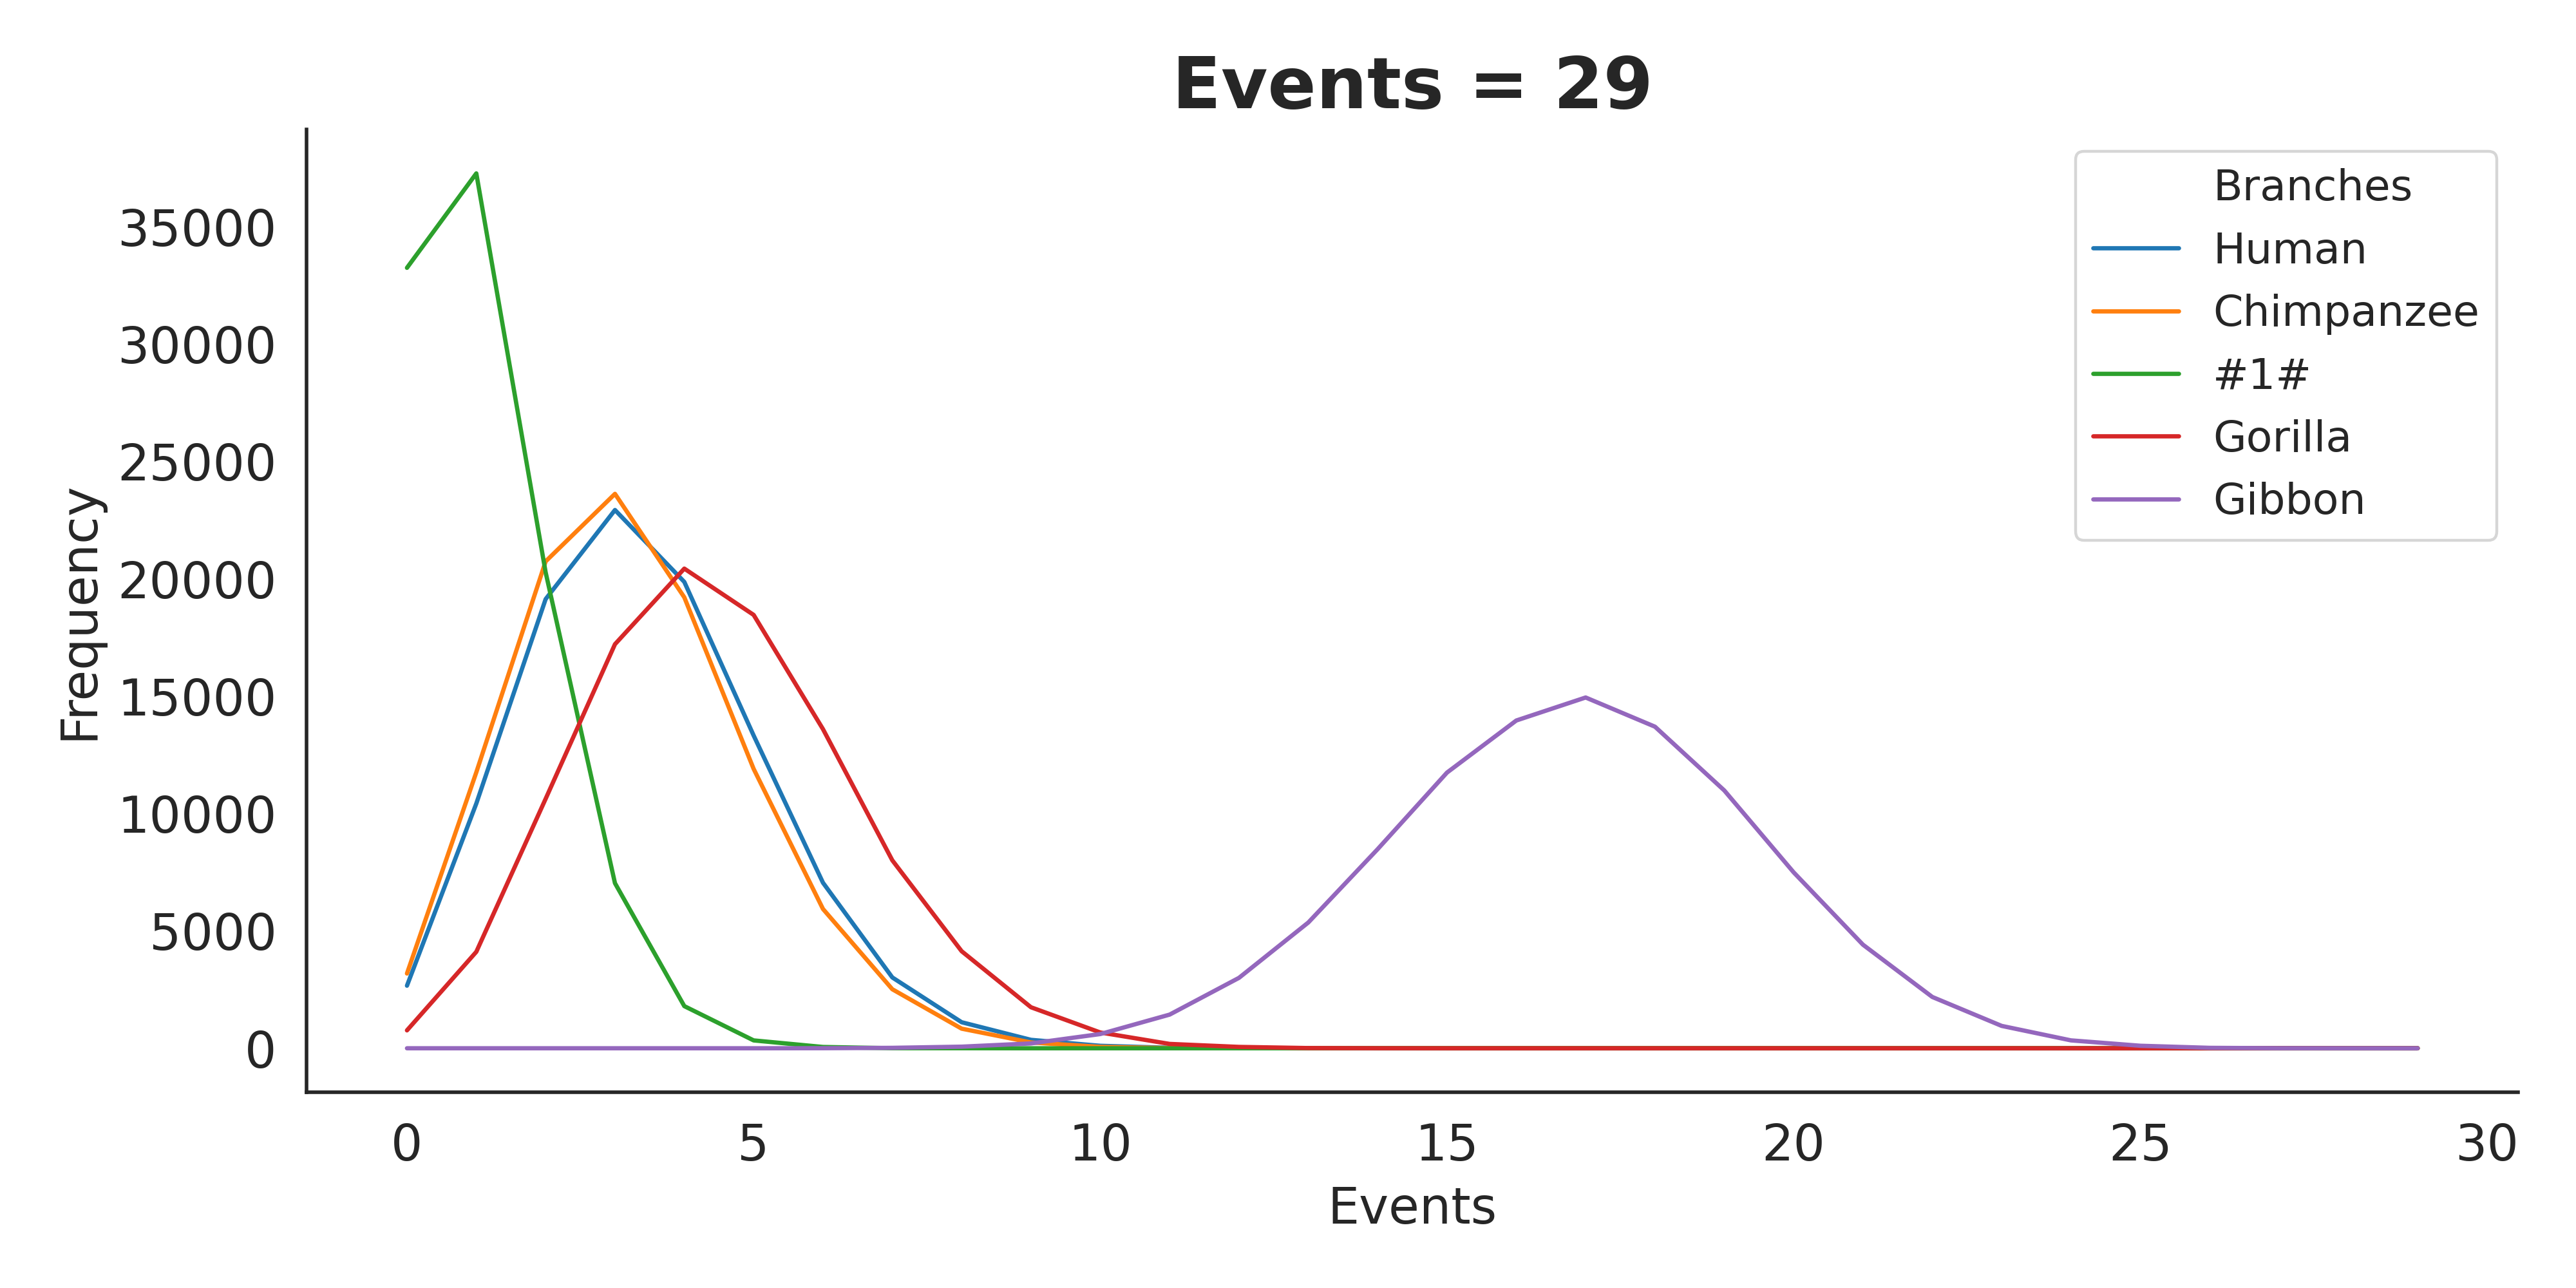 Events = 29
Frequency
35000
30000
25000
20000
15000
10000
5000
0
Branches
Human
Chimpanzee
#1#
Gorilla
Gibbon
0 5 10 15 20 25 30
Events